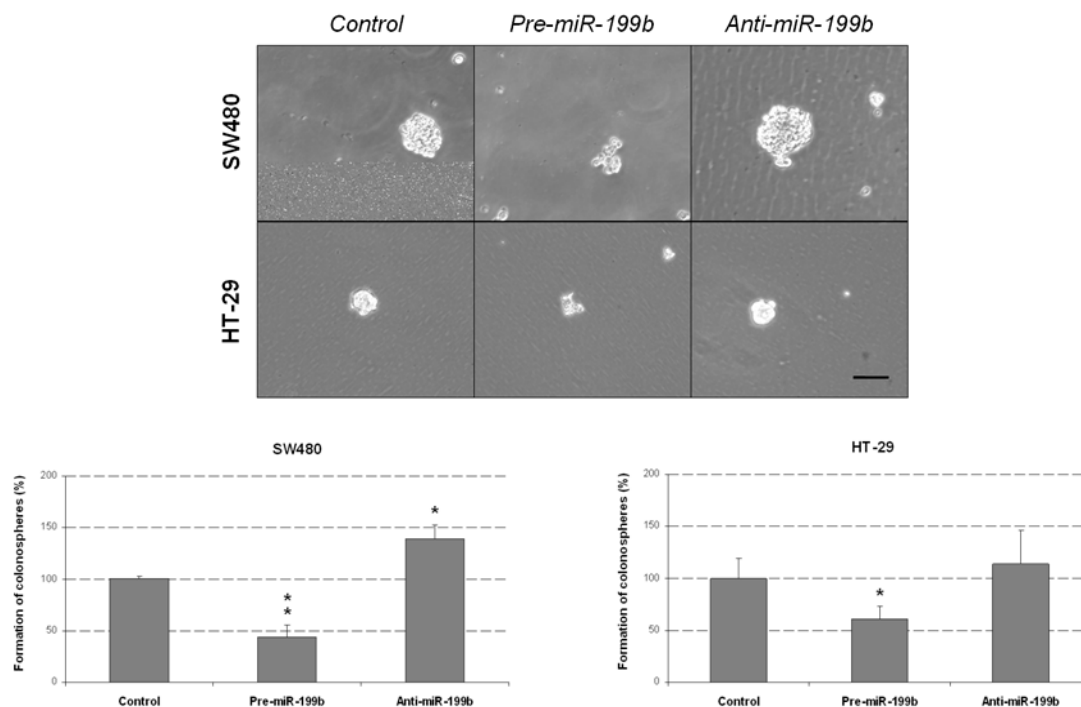 Control Pre-miR-199b Anti-miR-199b
SW480
HT-29
SW480
Formation of colonospheres (%)
200
150
100
50
0
*
*
*
Control Pre-miR-199b Anti-miR-199b
HT-29
Formation of colonospheres (%)
200
150
100
50
0
*
Control Pre-miR-199b Anti-miR-199b